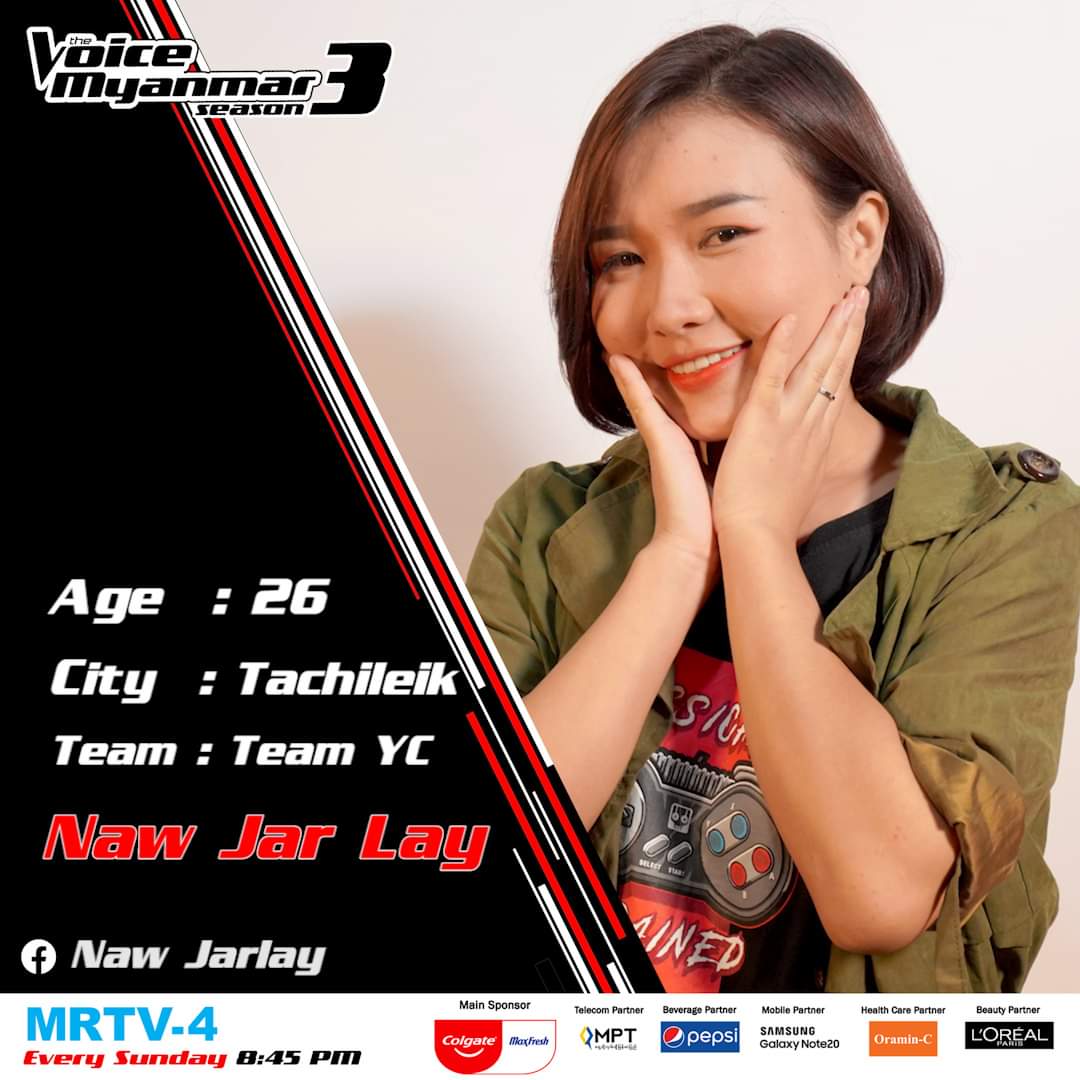 the
Voice
Myanmar
season 3
Age : 26
City : Tachileik
Team : Team YC
Naw Jar Lay
Naw Jarlay
SELECT START
AINED
MRTV-4
Every Sunday 8:45 PM
Main Sponsor
Colgate MaxFresh
Telecom Partner
MPT
Beverage Partner
pepsi
Mobile Partner
SAMSUNG
Galaxy Note20
Health Care Partner
Oramin-C
Beauty Partner
L'ORÉAL
PARIS